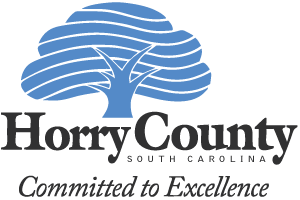 Horry County
SOUTH CAROLINA
Committed to Excellence